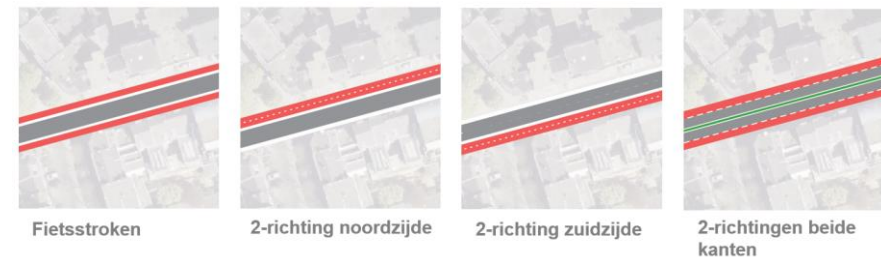 Fietsstroken
2-richting noordzijde
2-richting zuidzijde
2-richtingen beide
kanten